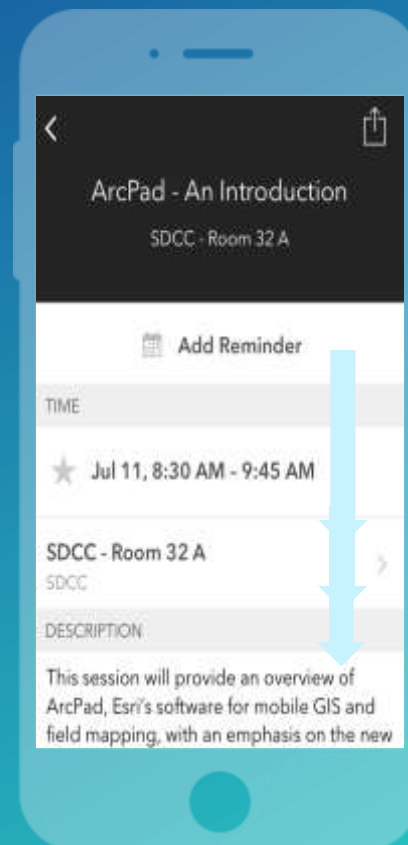 ArcPad - An Introduction
SDCC - Room 32 A
Add Reminder
TIME
Jul 11, 8:30 AM - 9:45 AM
SDCC - Room 32 A
SDCC
DESCRIPTION
This session will provide an overview of
ArcPad, Esri's software for mobile GIS and
field mapping, with an emphasis on the new